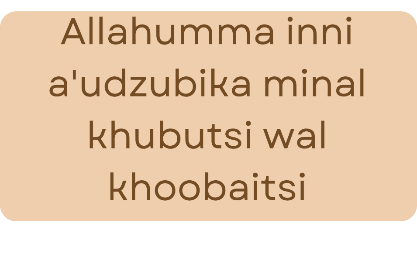 Allahumma inni
a'udzubika minal
khubutsi wal
khoobaitsi